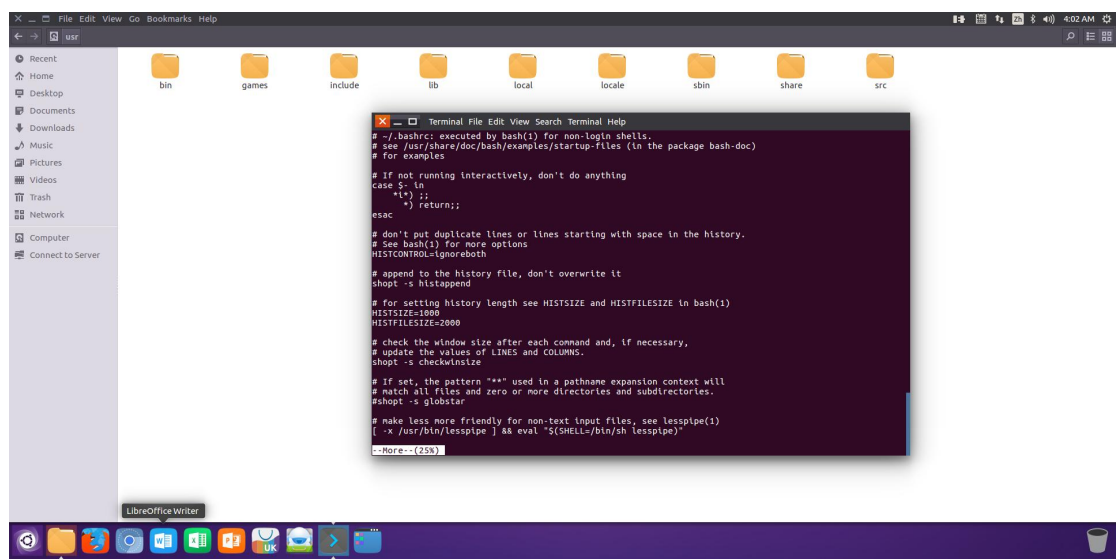 File Edit View Go Bookmarks Help
Zh
4:02 AM
usr
Recent
Home
Desktop
Documents
Downloads
Music
Pictures
Videos
Trash
Network
Computer
Connect to Server
bin games include lib local locale sbin share src
Terminal File Edit View Search Terminal Help
# ~/.bashrc: executed by bash(1) for non-login shells.
# see /usr/share/doc/bash/examples/startup-files (in the package bash-doc)
# for examples
# If not running interactively, don't do anything
case $- in
    *i*) ;;
      *) return;;
esac
# don't put duplicate lines or lines starting with space in the history.
# See bash(1) for more options
HISTCONTROL=ignoreboth
# append to the history file, don't overwrite it
shopt -s histappend
# for setting history length see HISTSIZE and HISTFILESIZE in bash(1)
HISTSIZE=1000
HISTFILESIZE=2000
# check the window size after each command and, if necessary,
# update the values of LINES and COLUMNS.
shopt -s checkwinsize
# If set, the pattern "**" used in a pathname expansion context will
# match all files and zero or more directories and subdirectories.
#shopt -s globstar
# make less more friendly for non-text input files, see lesspipe(1)
[ -x /usr/bin/lesspipe ] && eval "$(SHELL=/bin/sh lesspipe)"
--More--(25%)
LibreOffice Writer
W
X
P
UK